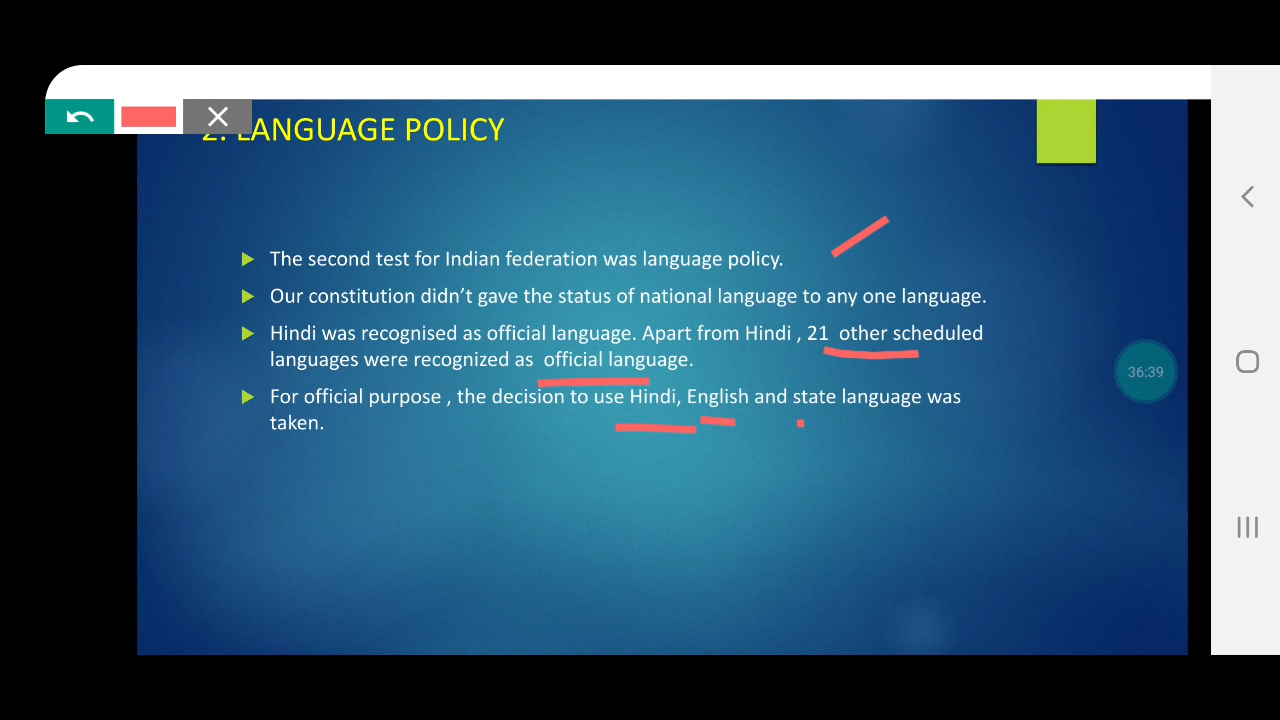 2. LANGUAGE POLICY
The second test for Indian federation was language policy.
Our constitution didn't gave the status of national language to any one language.
Hindi was recognised as official language. Apart from Hindi , 21 other scheduled
languages were recognized as official language.
For official purpose , the decision to use Hindi, English and state language was
taken.
36:39